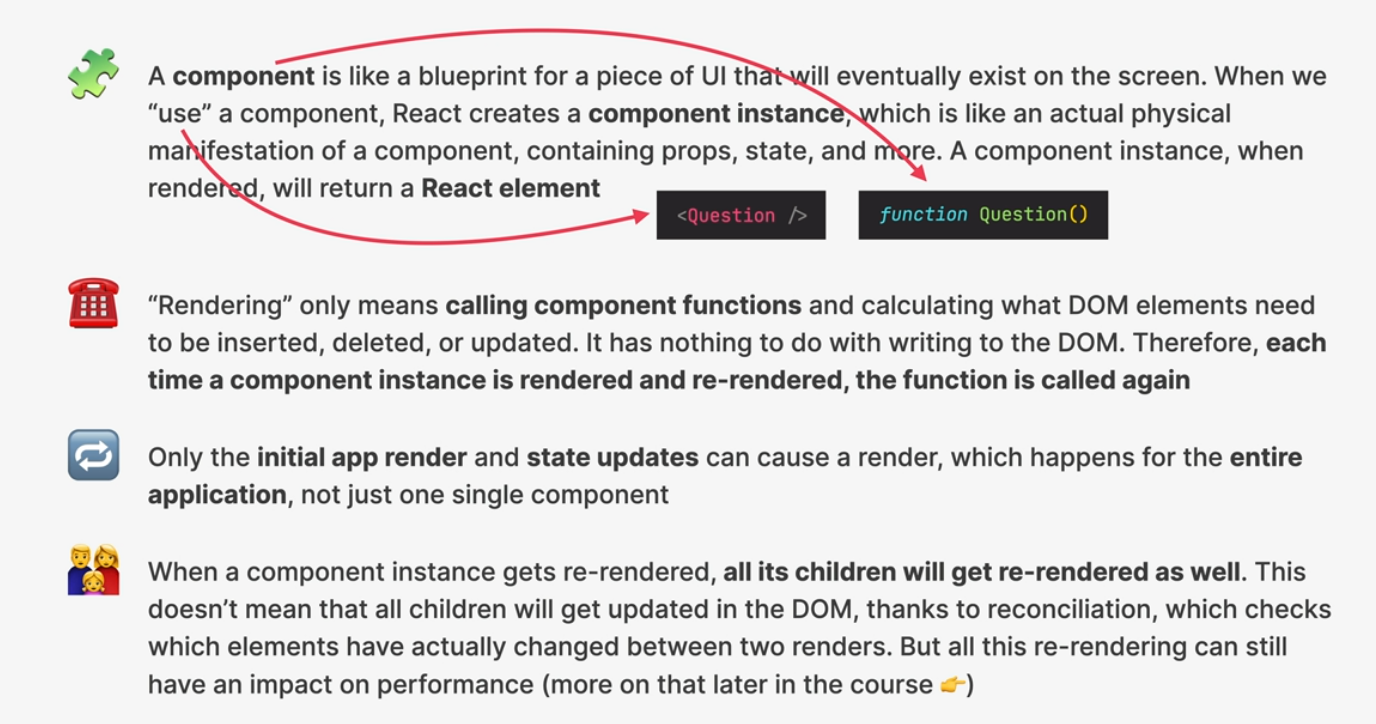 A component is like a blueprint for a piece of UI that will eventually exist on the screen. When we
“use” a component, React creates a component instance, which is like an actual physical
manifestation of a component, containing props, state, and more. A component instance, when
rendered, will return a React element
<Question />
function Question()
“Rendering” only means calling component functions and calculating what DOM elements need
to be inserted, deleted, or updated. It has nothing to do with writing to the DOM. Therefore, each
time a component instance is rendered and re-rendered, the function is called again
Only the initial app render and state updates can cause a render, which happens for the entire
application, not just one single component
When a component instance gets re-rendered, all its children will get re-rendered as well. This
doesn’t mean that all children will get updated in the DOM, thanks to reconciliation, which checks
which elements have actually changed between two renders. But all this re-rendering can still
have an impact on performance (more on that later in the course 👉)